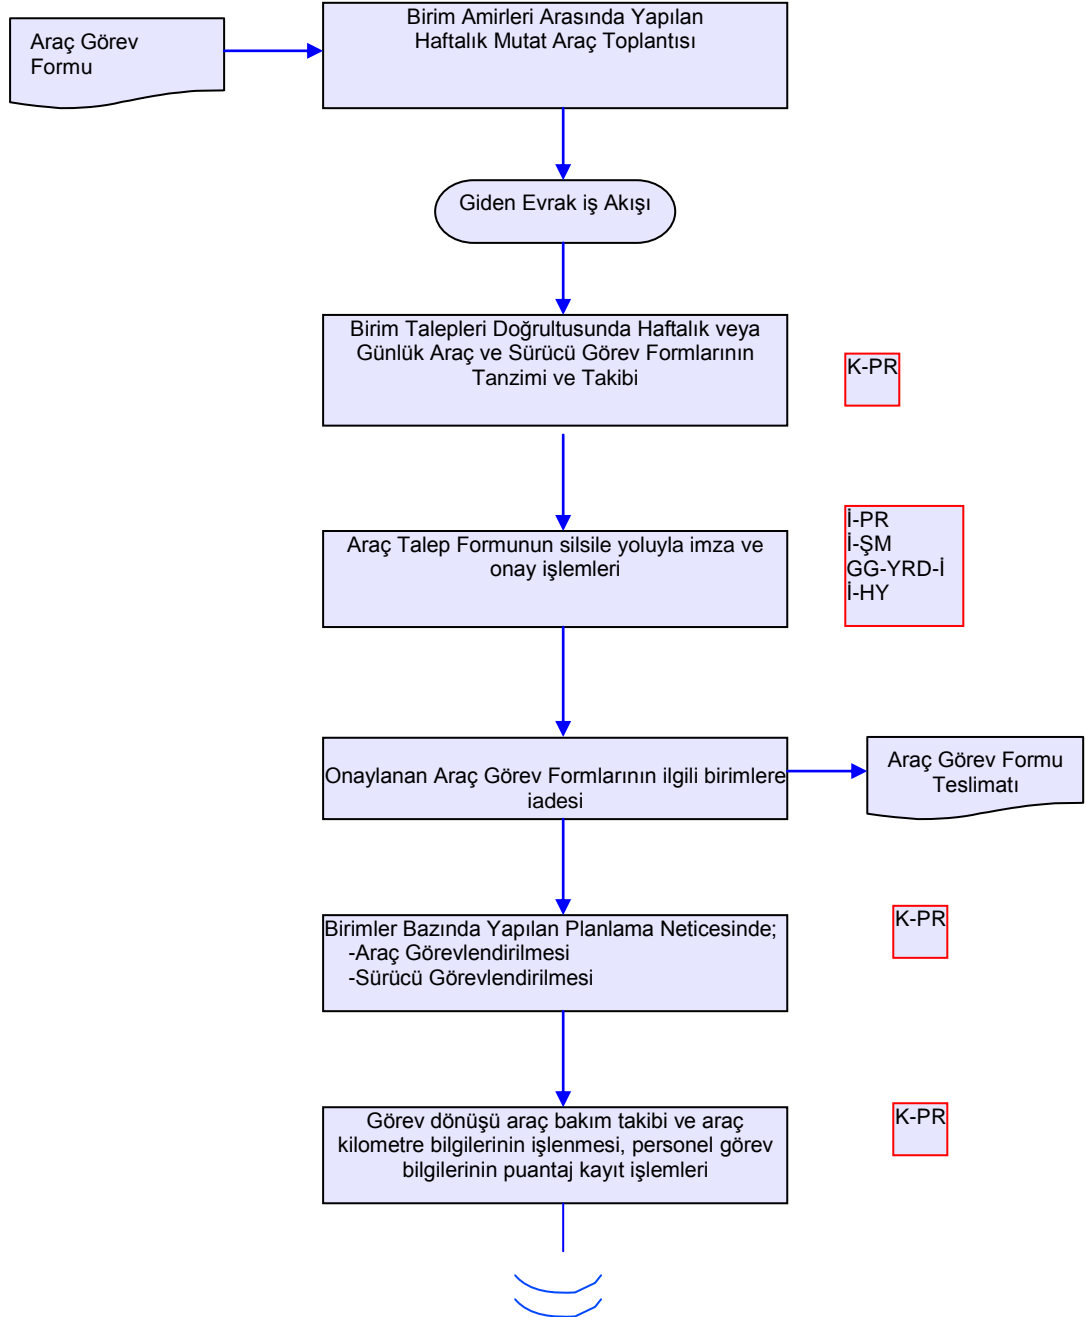 Araç Görev
Formu
Birim Amirleri Arasında Yapılan
Haftalık Mutat Araç Toplantısı
Giden Evrak iş Akışı
Birim Talepleri Doğrultusunda Haftalık veya
Günlük Araç ve Sürücü Görev Formlarının
Tanzimi ve Takibi
K-PR
Araç Talep Formunun silsile yoluyla imza ve
onay işlemleri
İ-PR
İ-ŞM
GG-YRD-İ
İ-HY
Onaylanan Araç Görev Formlarının ilgili birimlere
iadesi
Araç Görev Formu
Teslimatı
Birimler Bazında Yapılan Planlama Neticesinde;
-Araç Görevlendirilmesi
-Sürücü Görevlendirilmesi
K-PR
Görev dönüşü araç bakım takibi ve araç
kilometre bilgilerinin işlenmesi, personel görev
bilgilerinin puantaj kayıt işlemleri
K-PR